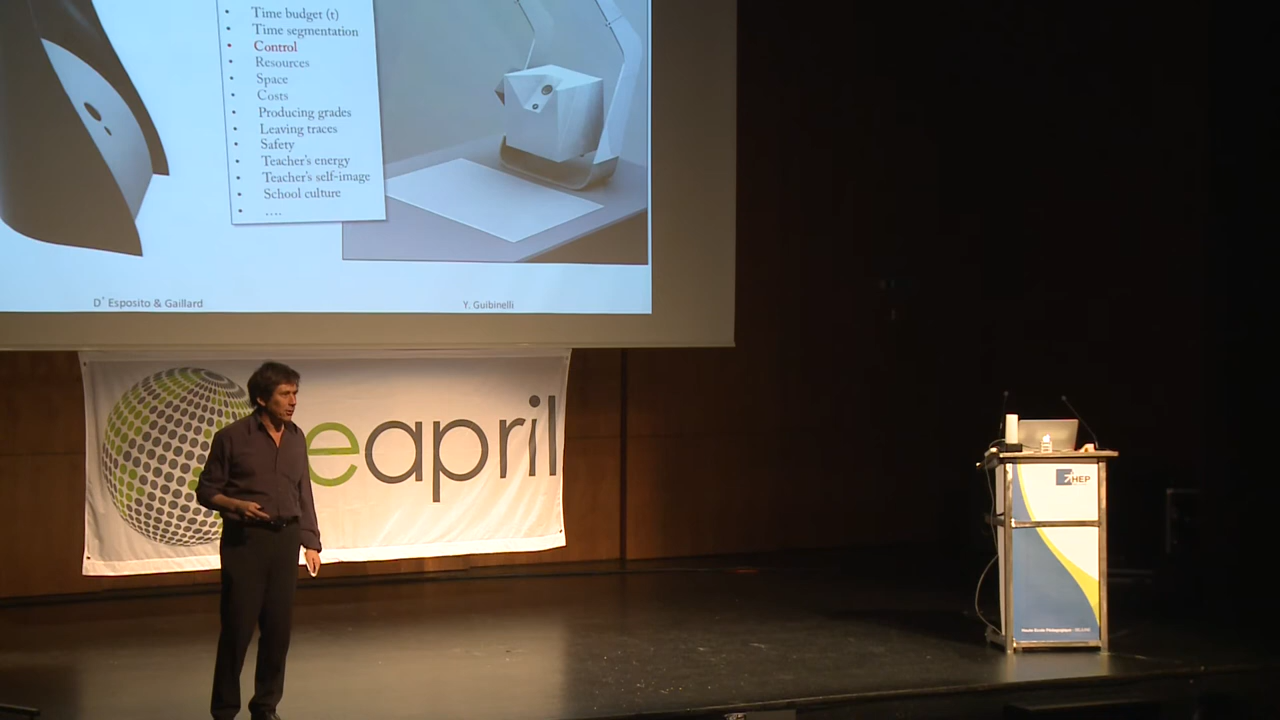 • Time budget (t)
• Time segmentation
• Control
• Resources
• Space
• Costs
• Producing grades
• Leaving traces
• Safety
• Teacher's energy
• Teacher's self-image
• School culture
• ....
D' Esposito & Gaillard
Y. Guibinelli
eapril
HEP